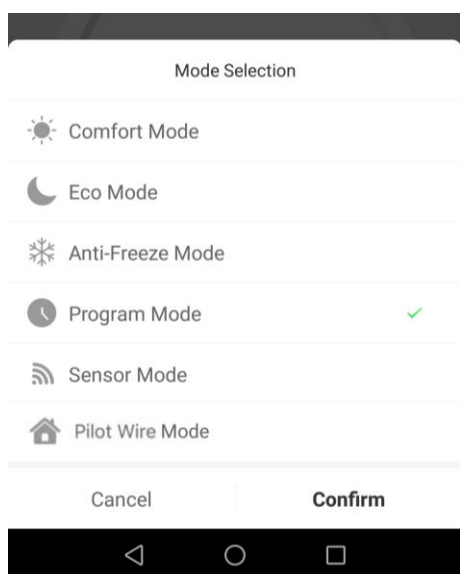 Mode Selection
Comfort Mode
Eco Mode
Anti-Freeze Mode
Program Mode
Sensor Mode
Pilot Wire Mode
Cancel Confirm